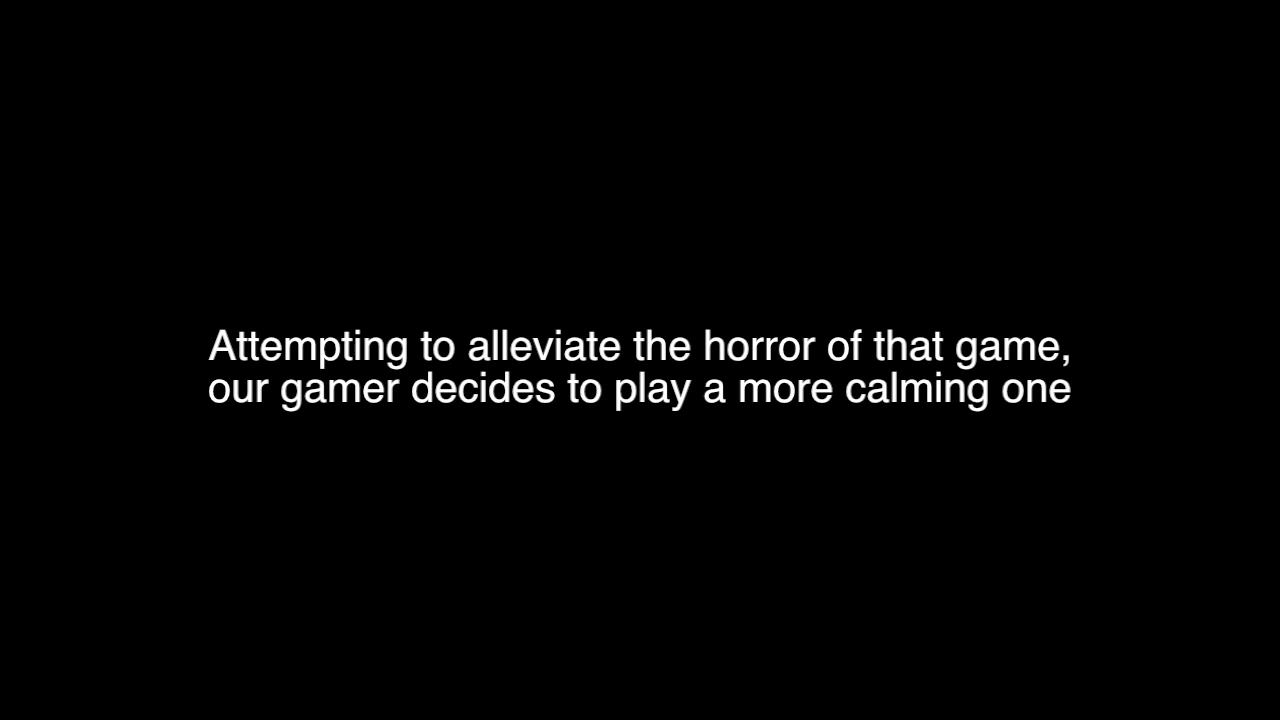 Attempting to alleviate the horror of that game,
our gamer decides to play a more calming one